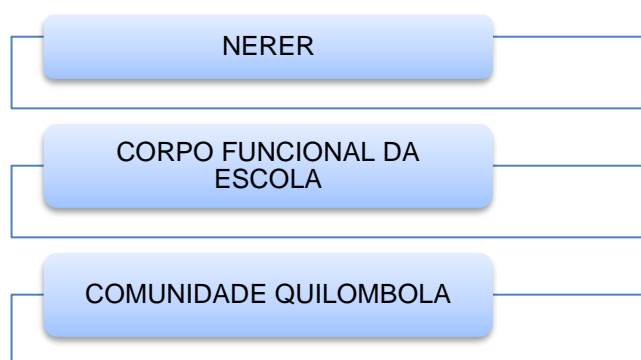 NERER
CORPO FUNCIONAL DA
ESCOLA
COMUNIDADE QUILOMBOLA